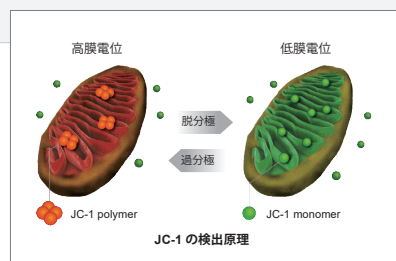 高膜電位
低膜電位
脱分極
過分極
JC-1 polymer
JC-1 monomer
JC-1 の検出原理